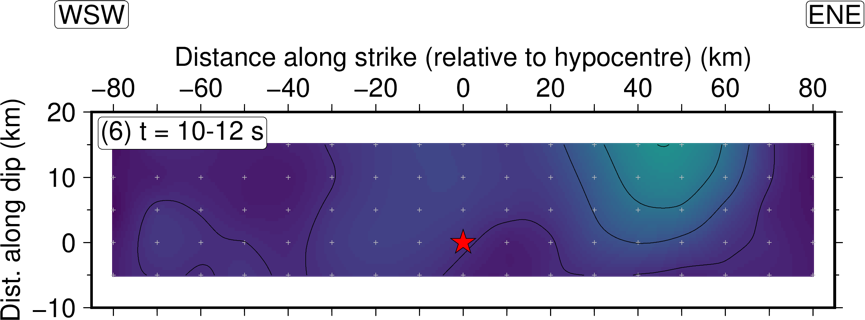 WSW ENE
Distance along strike (relative to hypocentre) (km)
−80 −60 −40 −20 0 20 40 60 80
Dist. along dip (km)
20
10
0
−10
(6) t = 10-12 s